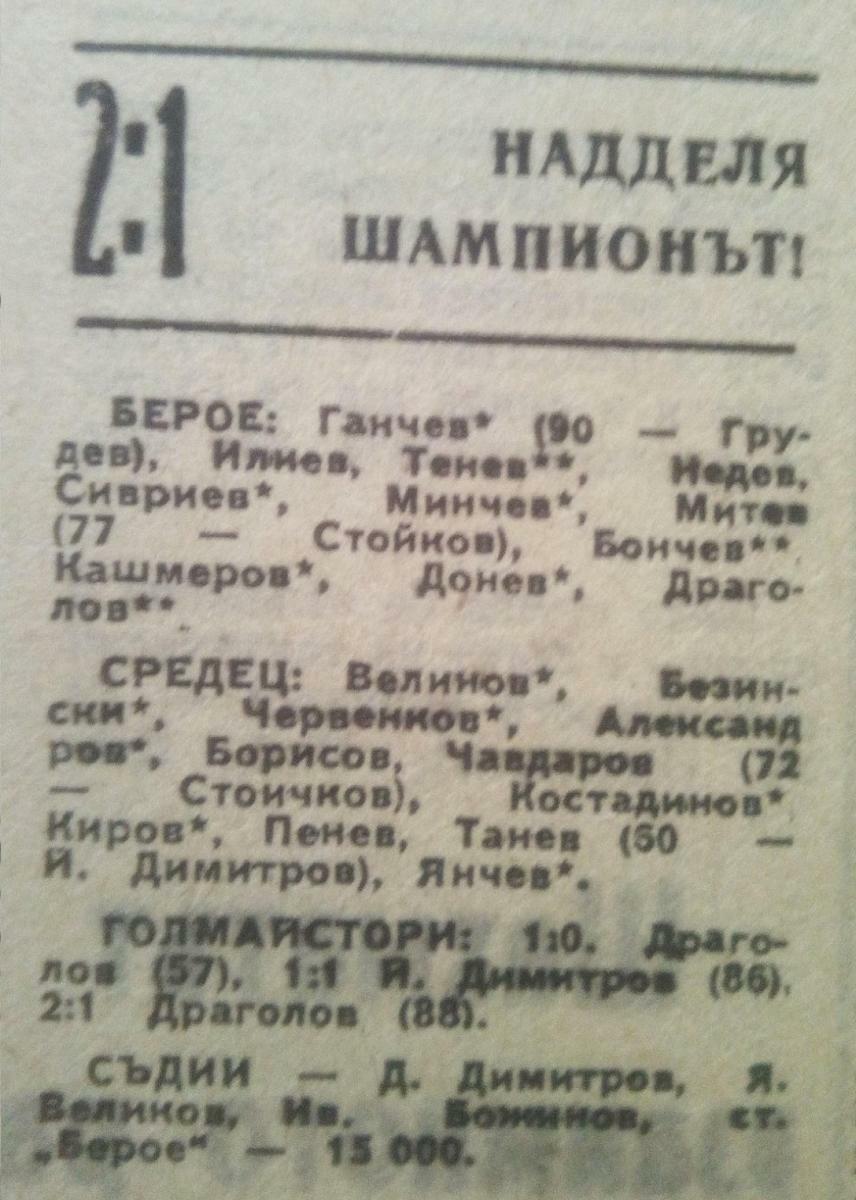 2:1
НАДДЕЛЯ
ШАМПИОНЪТ!
БЕРОЕ: Ганчев* (90 — Гру-
дев), Илиев, Тенев**, Недев,
Сивриев*, Минчев*, Митев
(77 — Стойков), Бончев**,
Кашмеров*, Донев*, Драго-
лов**.
СРЕДЕЦ: Велинов*, Безин-
ски*, Червенков*, Александ
ров*, Борисов, Чавдаров (72
— Стоичков), Костадинов*
Киров*, Пенев, Танев (60 —
Й. Димитров), Янчев*.
ГОЛМАЙСТОРИ: 1:0. Драго-
лов (57), 1:1 Й. Димитров (86),
2:1 Драголов (88).
СЪДИИ — Д. Димитров, Я.
Великов, Ив. Божинов, ст.
„Берое" — 15 000.